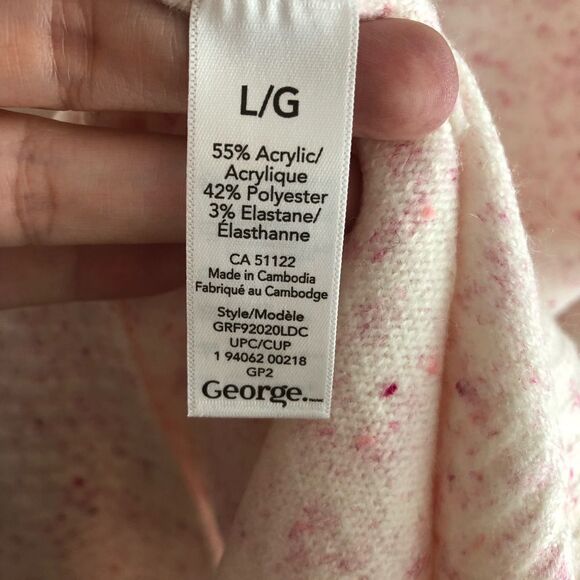 L/G
55% Acrylic/
Acrylique
42% Polyester
3% Elastane/
Élasthanne
CA 51122
Made in Cambodia
Fabriqué au Cambodge
Style/Modèle
GRF92020LDC
UPC/CUP
1 94062 00218
GP2
George.